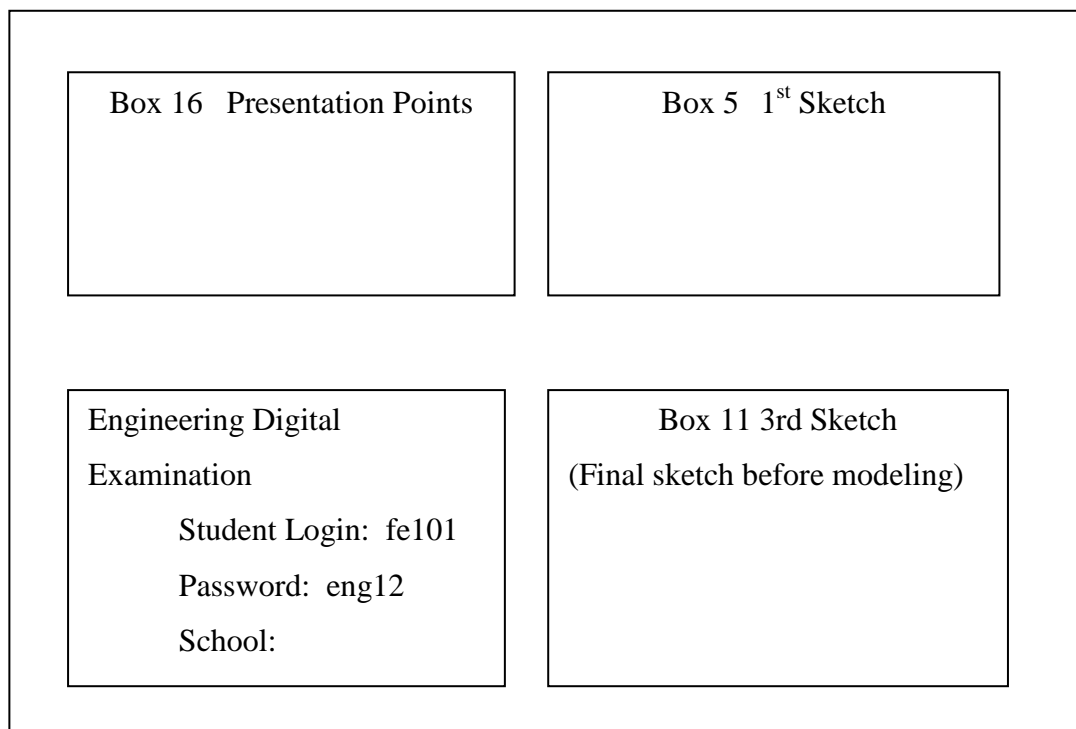 Box 16   Presentation Points
Box 5   1st Sketch
Engineering Digital
Examination
Student Login:  fe101
Password:  eng12
School:
Box 11 3rd Sketch
(Final sketch before modeling)